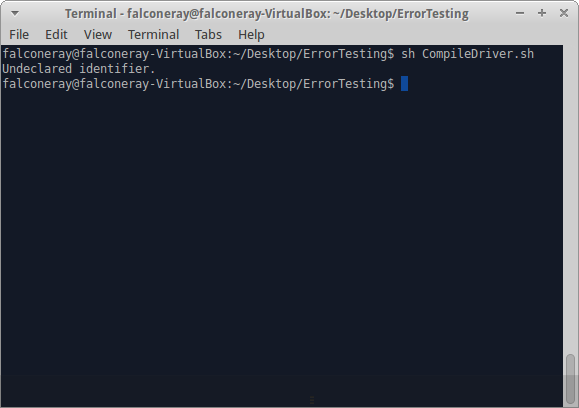 Terminal - falconeray@falconeray-VirtualBox: ~/Desktop/ErrorTesting
File Edit View Terminal Tabs Help
falconeray@falconeray-VirtualBox:~/Desktop/ErrorTesting$ sh CompileDriver.sh
Undeclared identifier.
falconeray@falconeray-VirtualBox:~/Desktop/ErrorTesting$